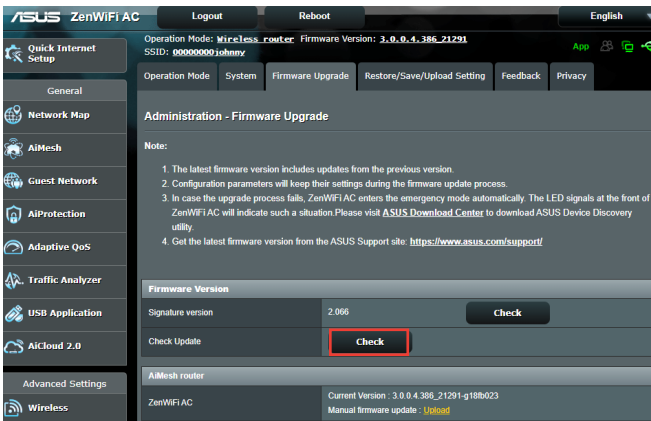 ASUS ZenWiFi AC Logout Reboot English
Operation Mode: Wireless router Firmware Version: 3.0.0.4.386_21291
SSID: 00000000johnny
App
Quick Internet
Setup
Operation Mode System Firmware Upgrade Restore/Save/Upload Setting Feedback Privacy
General
Network Map
AiMesh
Guest Network
AiProtection
Adaptive QoS
Traffic Analyzer
USB Application
AiCloud 2.0
Advanced Settings
Wireless
Administration - Firmware Upgrade
Note:
1. The latest firmware version includes updates from the previous version.
2. Configuration parameters will keep their settings during the firmware update process.
3. In case the upgrade process fails, ZenWiFi AC enters the emergency mode automatically. The LED signals at the front of
ZenWiFi AC will indicate such a situation.Please visit ASUS Download Center to download ASUS Device Discovery
utility.
4. Get the latest firmware version from the ASUS Support site: https://www.asus.com/support/
Firmware Version
Signature version 2.066 Check
Check Update Check
AiMesh router
ZenWiFi AC
Current Version : 3.0.0.4.386_21291-g18fb023
Manual firmware update : Upload